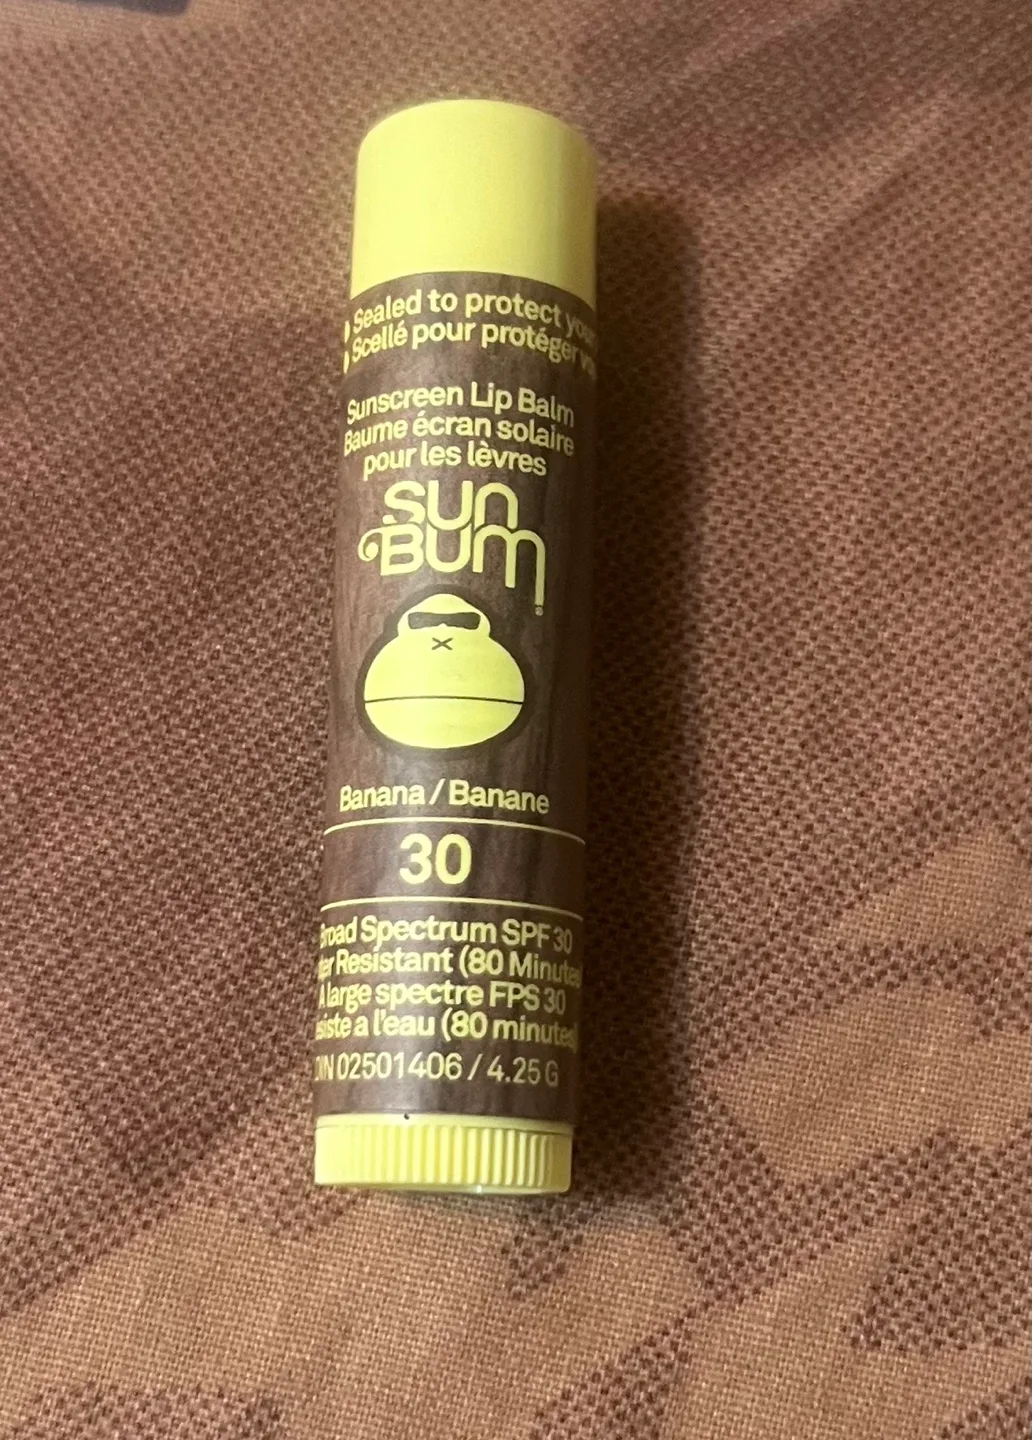 Sealed to protect
Scellé pour protéger
Sunscreen Lip Balm
Baume écran solaire
pour les lèvres
SUN
BUM®
Banana / Banane
30
Broad Spectrum SPF 30
Resistant (80 Minutes
A large spectre FPS 30
a l'eau (80 minutes)
DIN 02501406 / 4.25 G